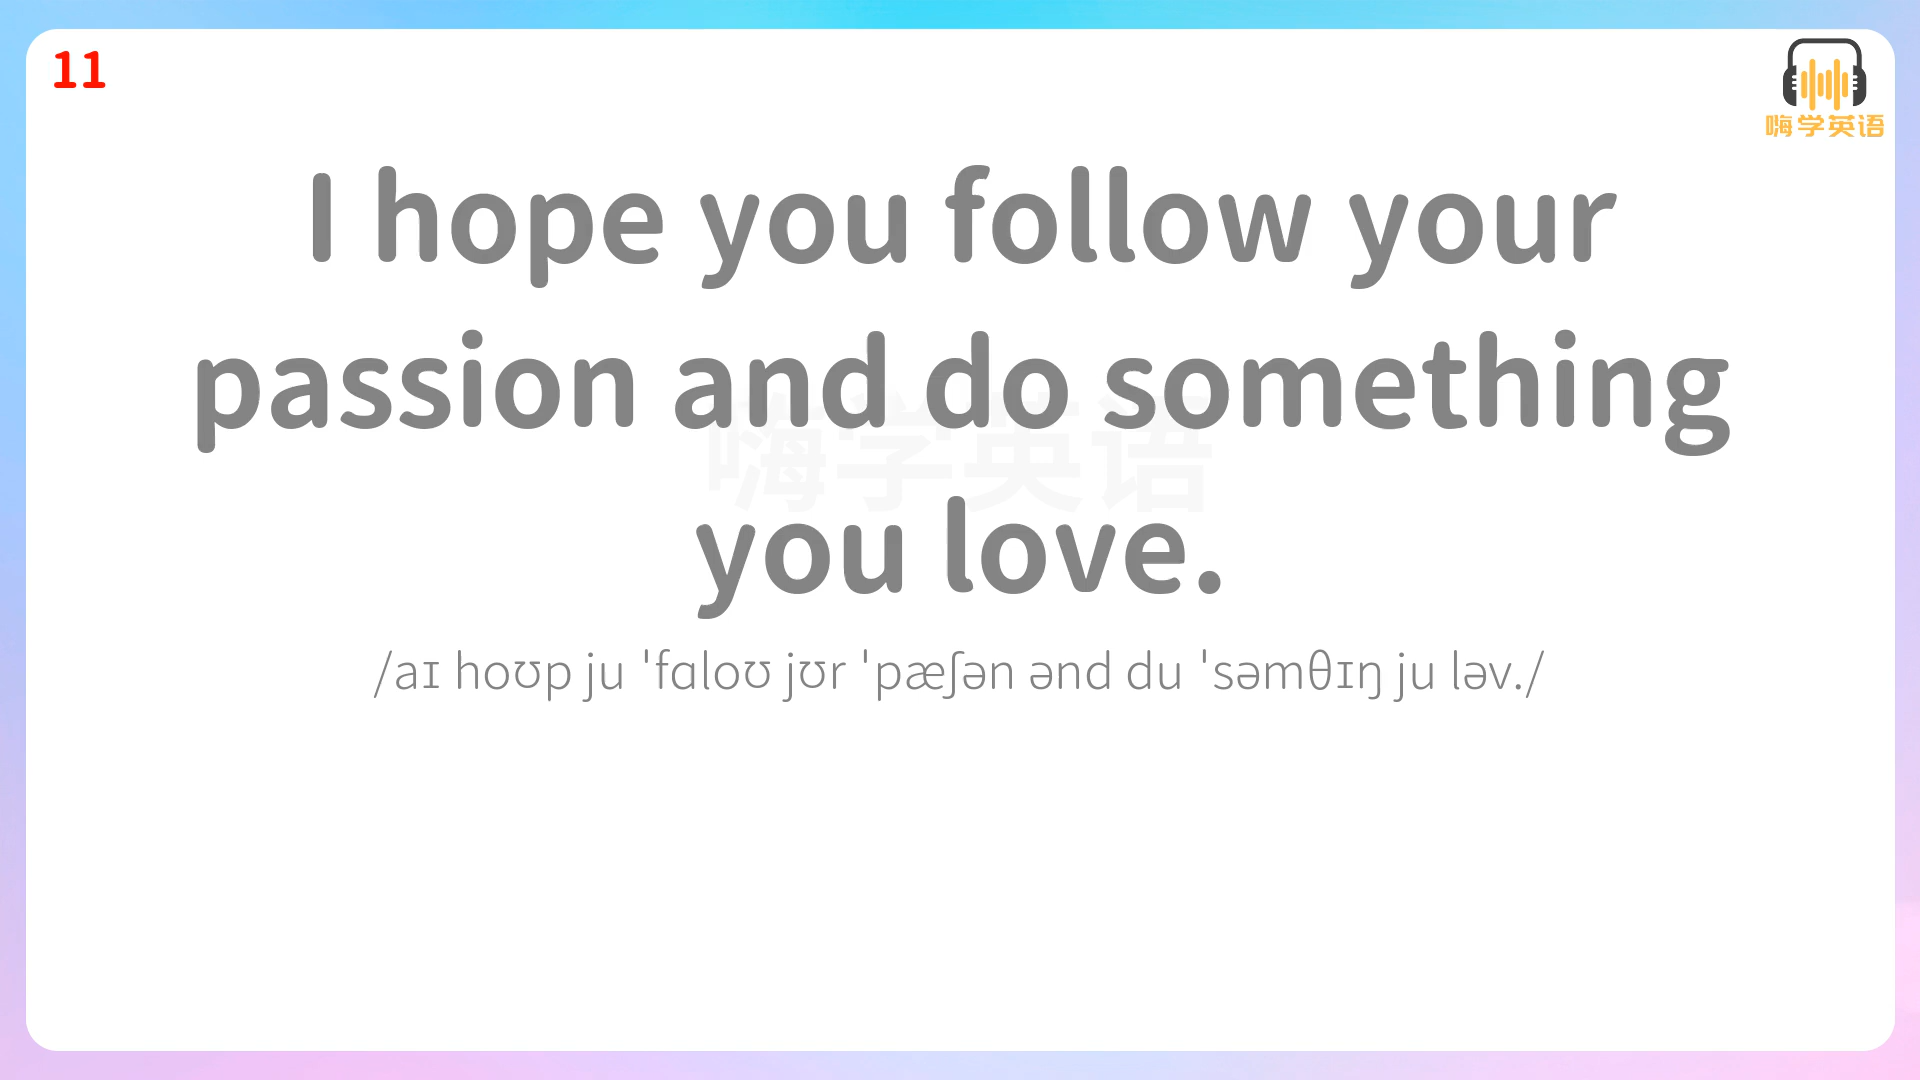 11
嗨学英语
I hope you follow your
passion and do something
嗨学英语
you love.
/aɪ hoʊp ju ˈfɑloʊ jʊr ˈpæʃən ənd du ˈsəmθɪŋ ju ləv./